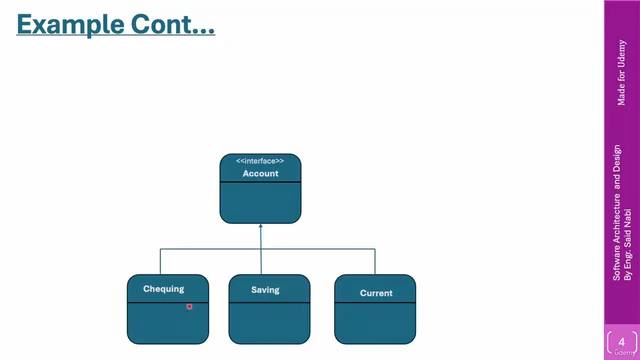 Example Cont...
<<interface>>
Account
Chequing
Saving
Current
Made for Udemy
Software Architecture and Design
By Engr. Said Nabi
4
Udemy